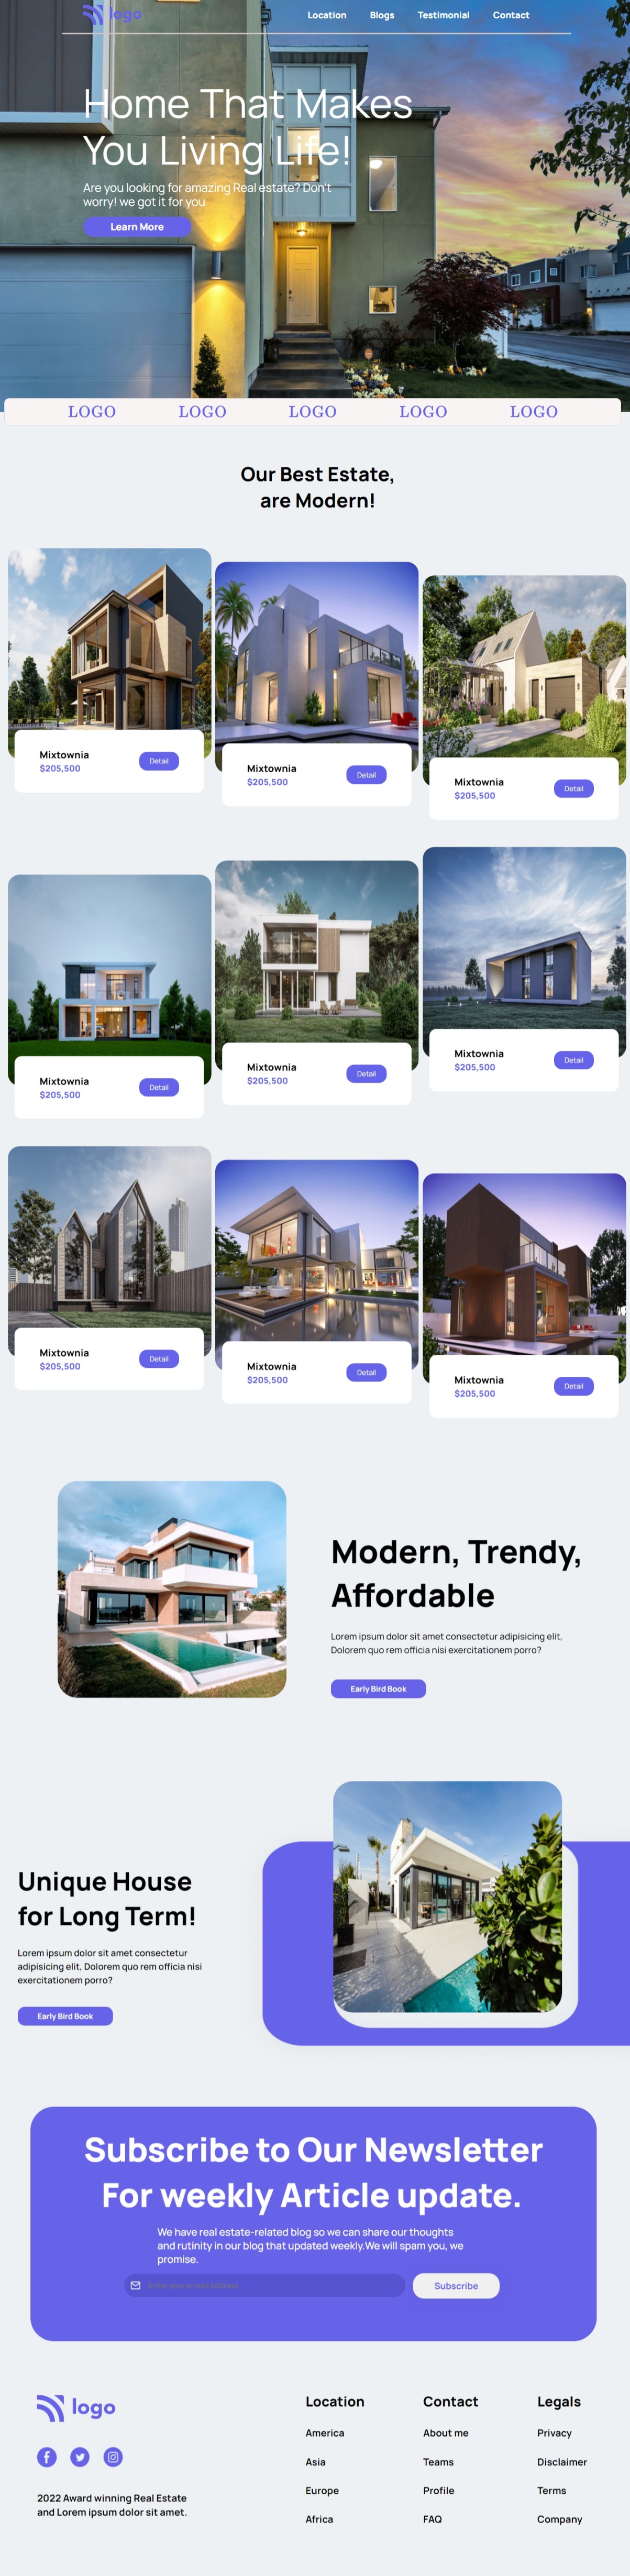 logo
Location Blogs Testimonial Contact
Home That Makes
You Living Life!
Are you looking for amazing Real estate? Don't
worry! we got it for you
Learn More
LOGO LOGO LOGO LOGO LOGO
Our Best Estate,
are Modern!
Mixtownia
$205,500
Detail
Mixtownia
$205,500
Detail
Mixtownia
$205,500
Detail
Mixtownia
$205,500
Detail
Mixtownia
$205,500
Detail
Mixtownia
$205,500
Detail
Mixtownia
$205,500
Detail
Mixtownia
$205,500
Detail
Mixtownia
$205,500
Detail
Modern, Trendy,
Affordable
Lorem ipsum dolor sit amet consectetur adipisicing elit,
Dolorem quo rem officia nisi exercitationem porro?
Early Bird Book
Unique House
for Long Term!
Lorem ipsum dolor sit amet consectetur
adipisicing elit, Dolorem quo rem officia nisi
exercitationem porro?
Early Bird Book
Subscribe to Our Newsletter
For weekly Article update.
We have real estate-related blog so we can share our thoughts
and rutinity in our blog that updated weekly.We will spam you, we
promise.
Enter your e-mail address
Subscribe
logo
2022 Award winning Real Estate
and Lorem ipsum dolor sit amet.
Location
America
Asia
Europe
Africa
Contact
About me
Teams
Profile
FAQ
Legals
Privacy
Disclaimer
Terms
Company